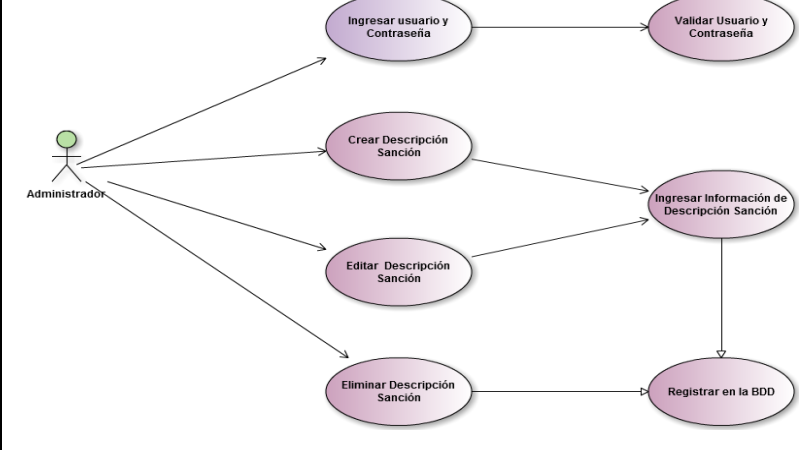 Ingresar usuario y
Contraseña
Validar Usuario y
Contraseña
Crear Descripción
Sanción
Administrador
Ingresar Información de
Descripción Sanción
Editar Descripción
Sanción
Eliminar Descripción
Sanción
Registrar en la BDD